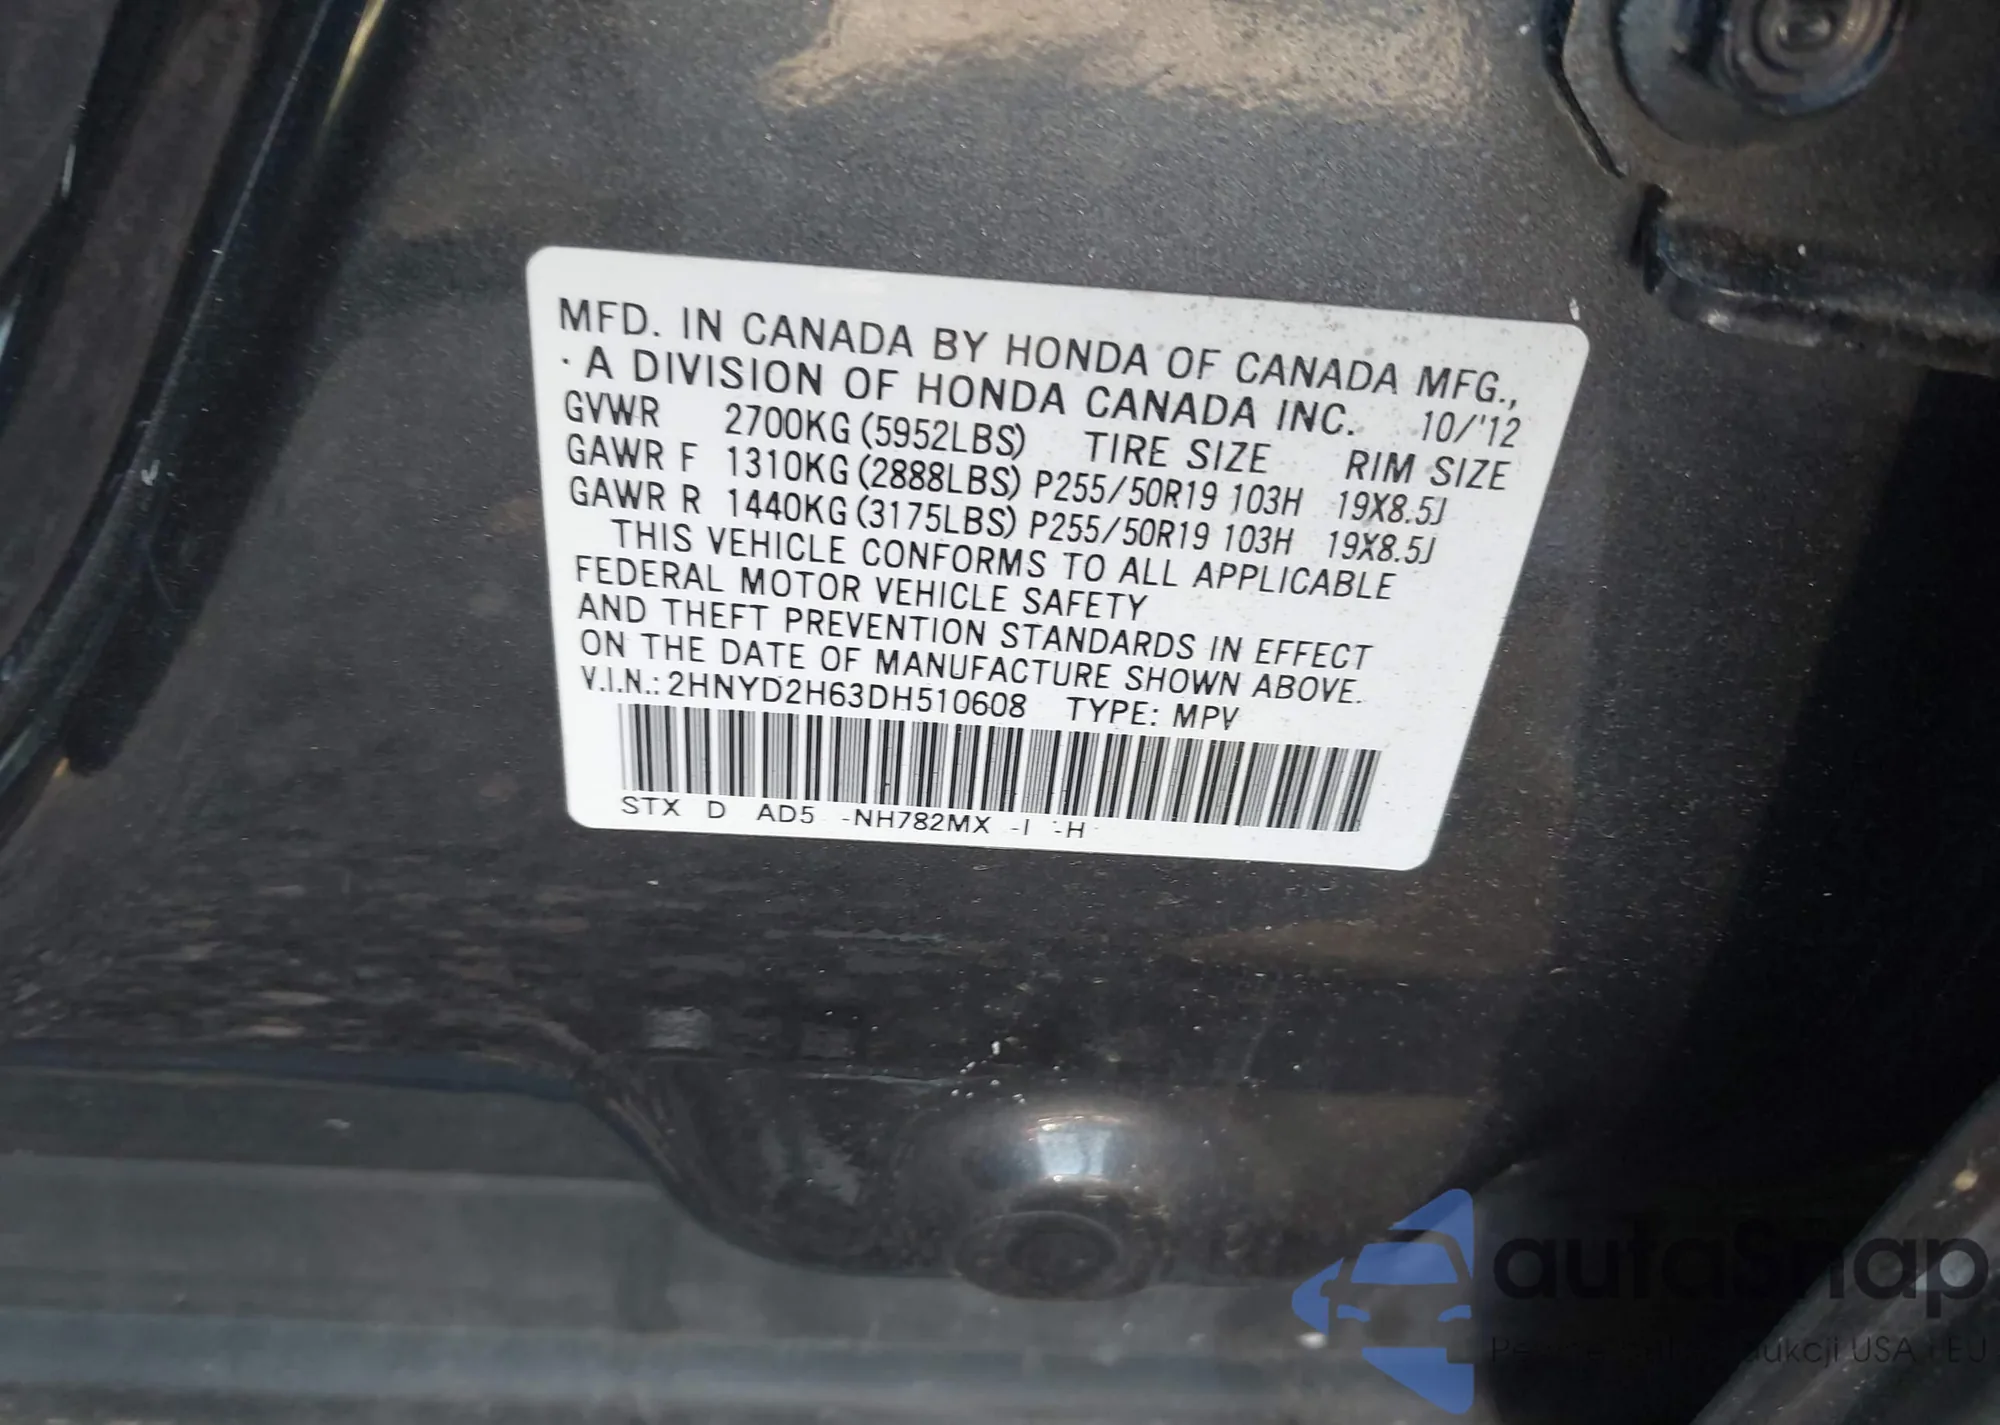 MFD. IN CANADA BY HONDA OF CANADA MFG.,
· A DIVISION OF HONDA CANADA INC. 10/'12
GVWR 2700KG (5952LBS) TIRE SIZE RIM SIZE
GAWR F 1310KG (2888LBS) P255/50R19 103H 19X8.5J
GAWR R 1440KG (3175LBS) P255/50R19 103H 19X8.5J
THIS VEHICLE CONFORMS TO ALL APPLICABLE
FEDERAL MOTOR VEHICLE SAFETY
AND THEFT PREVENTION STANDARDS IN EFFECT
ON THE DATE OF MANUFACTURE SHOWN ABOVE.
V.I.N.: 2HNYD2H63DH510608 TYPE: MPV
STX D AD5 -NH782MX -I -H
autaSnap
USA i EU